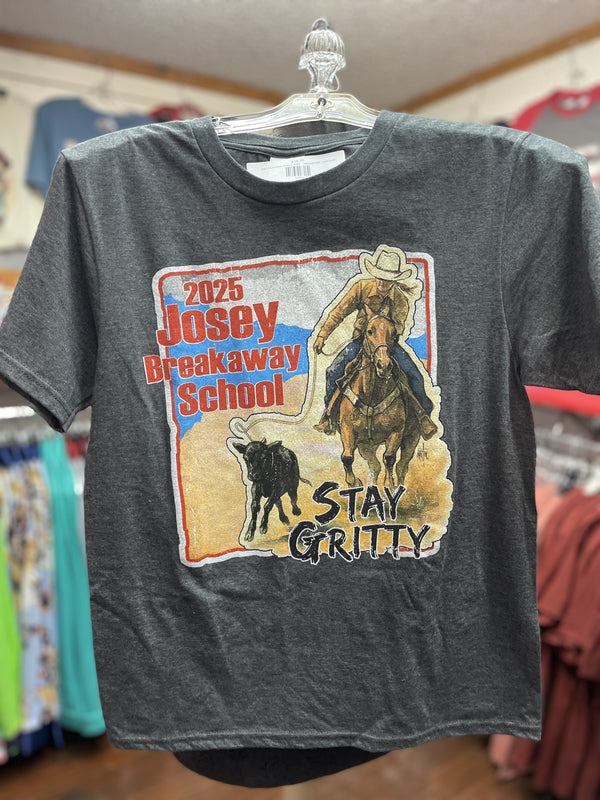 2025
Josey
Breakaway
School
STAY
GRITTY